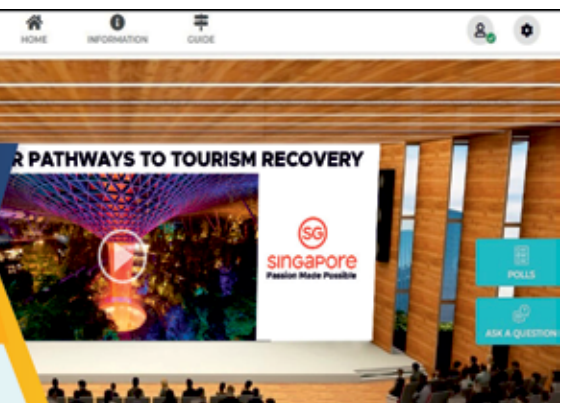 HOME
INFORMATION
GUIDE
R PATHWAYS TO TOURISM RECOVERY
SG
SINGAPORE
Passion Made Possible
POLLS
ASK A QUESTION